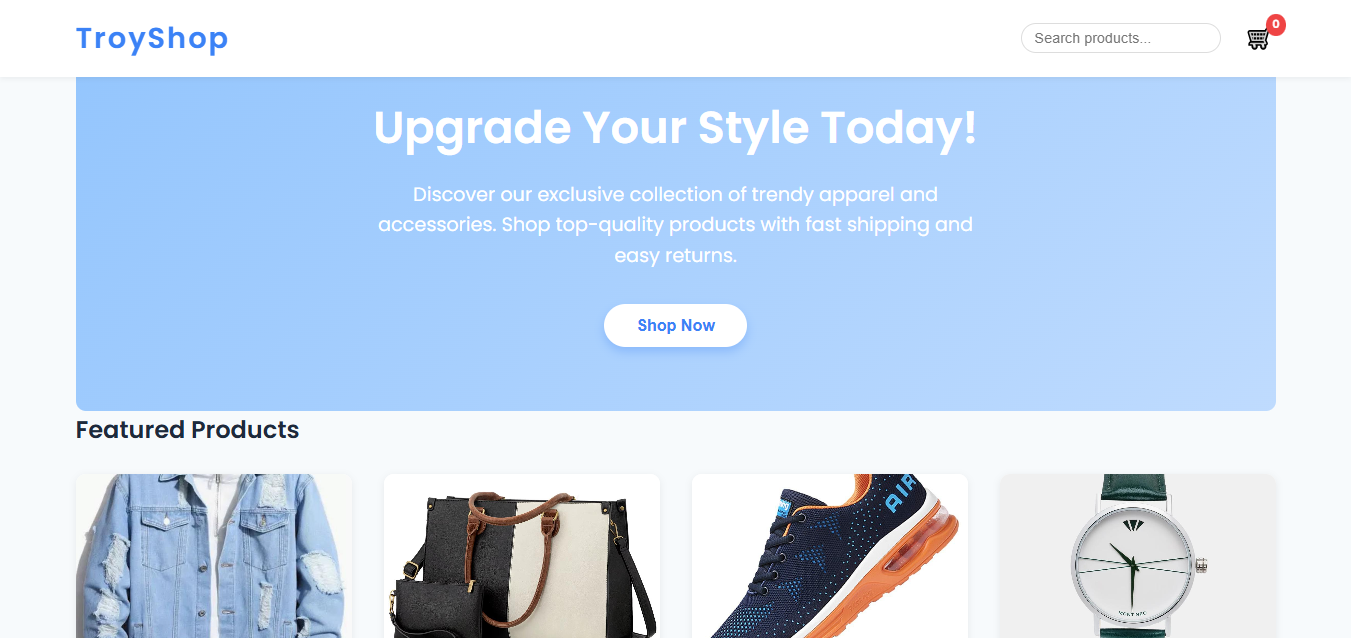 TroyShop
Search products...
0
Upgrade Your Style Today!
Discover our exclusive collection of trendy apparel and
accessories. Shop top-quality products with fast shipping and
easy returns.
Shop Now
Featured Products
AIR